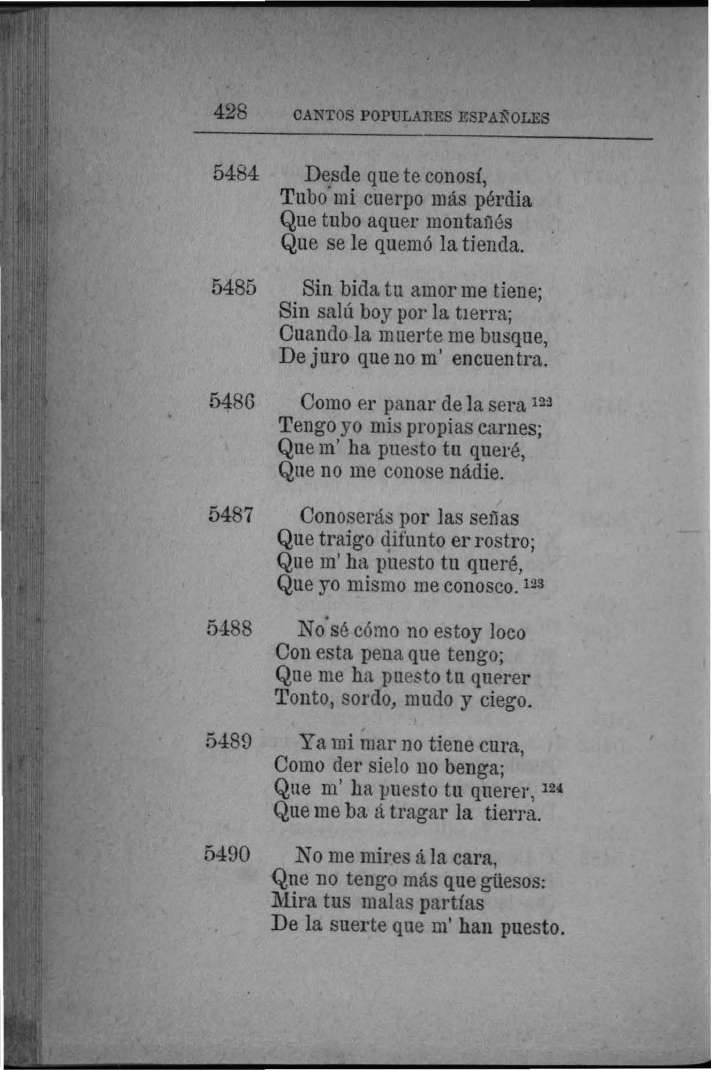 428 CANTOS POPULARES ESPAÑOLES
5484 Desde que te conosí,
Tubo mi cuerpo más pérdia
Que tubo aquer montañés
Que se le quemó la tienda.
5485 Sin bida tu amor me tiene;
Sin salú boy por la tierra;
Cuando la muerte me busque,
De juro que no m' encuentra.
5486 Como er panar de la sera 122
Tengo yo mis propias carnes;
Que m' ha puesto tu queré,
Que no me conose nádie.
5487 Conoserás por las señas
Que traigo difunto er rostro;
Que m' ha puesto tu queré,
Que yo mismo me conosco. 123
5488 No sé cómo no estoy loco
Con esta pena que tengo;
Que me ha puesto tu querer
Tonto, sordo, mudo y ciego.
5489 Ya mi mar no tiene cura,
Como der sielo no benga;
Que m' ha puesto tu querer, 124
Que me ba á tragar la tierra.
5490 No me mires á la cara,
Que no tengo más que güesos:
Mira tus malas partías
De la suerte que m' han puesto.